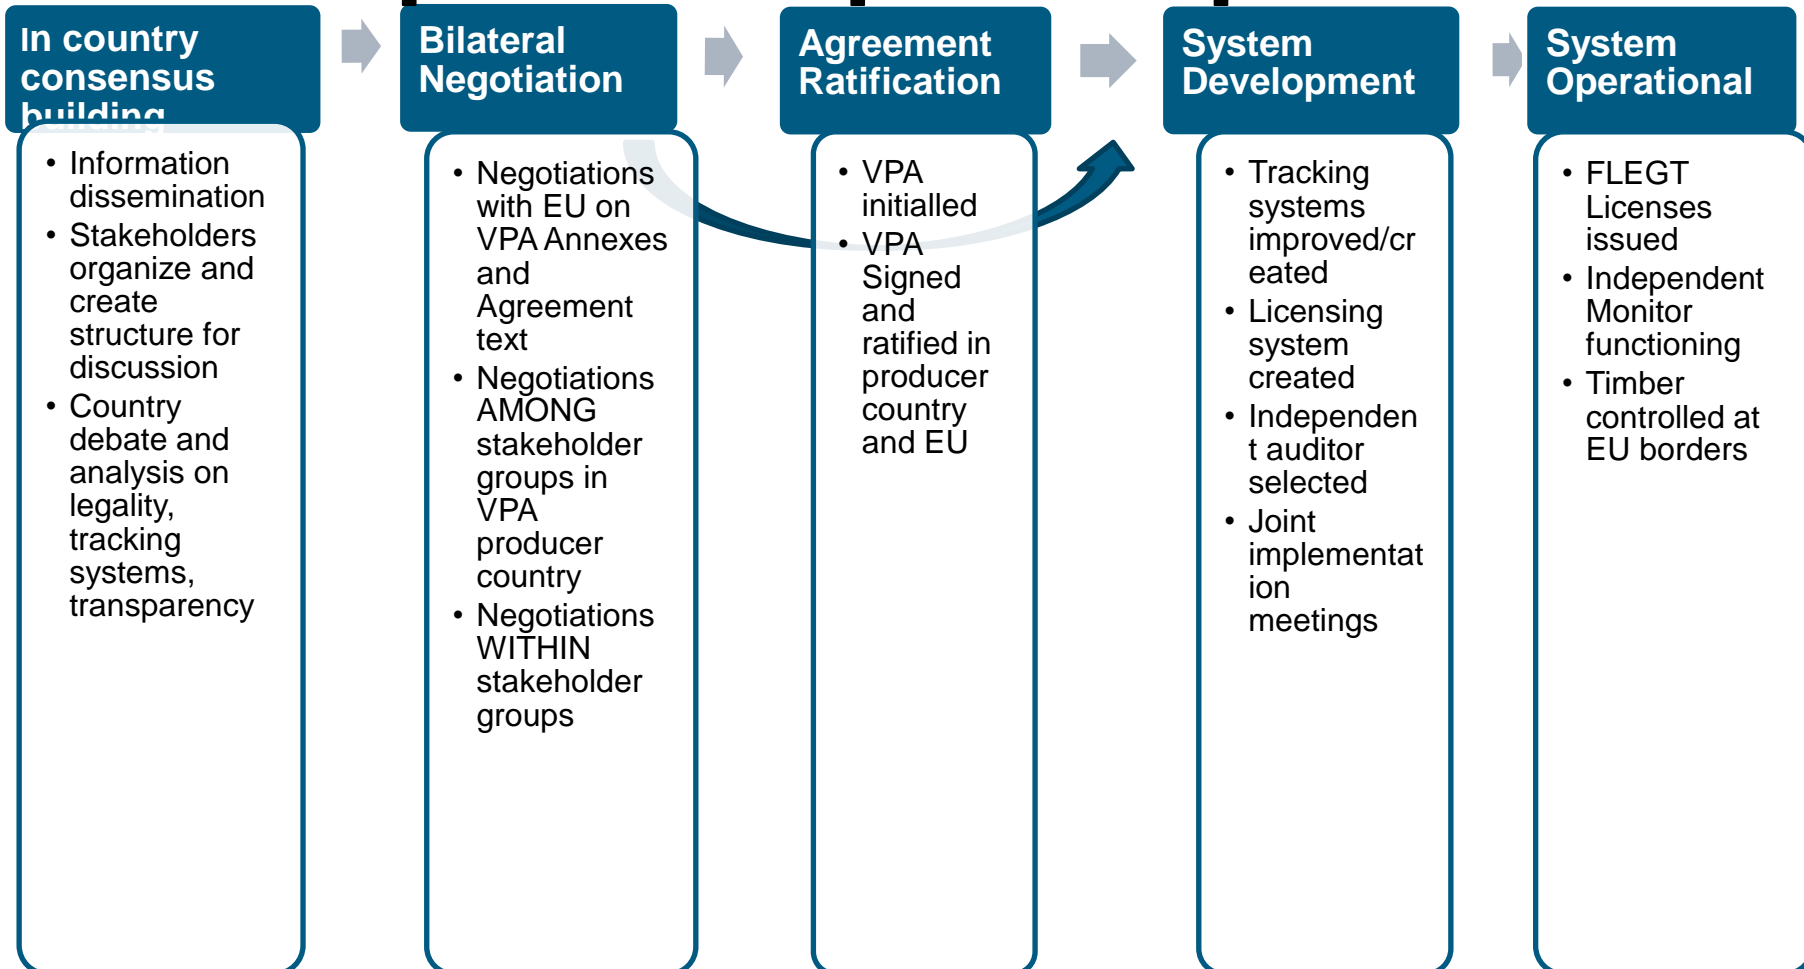 In country
consensus
building
• Information
dissemination
• Stakeholders
organize and
create
structure for
discussion
• Country
debate and
analysis on
legality,
tracking
systems,
transparency
Bilateral
Negotiation
• Negotiations
with EU on
VPA Annexes
and
Agreement
text
• Negotiations
AMONG
stakeholder
groups in
VPA
producer
country
• Negotiations
WITHIN
stakeholder
groups
Agreement
Ratification
• VPA
initialled
• VPA
Signed
and
ratified in
producer
country
and EU
System
Development
• Tracking
systems
improved/cr
eated
• Licensing
system
created
• Independen
t auditor
selected
• Joint
implementat
ion
meetings
System
Operational
• FLEGT
Licenses
issued
• Independent
Monitor
functioning
• Timber
controlled at
EU borders